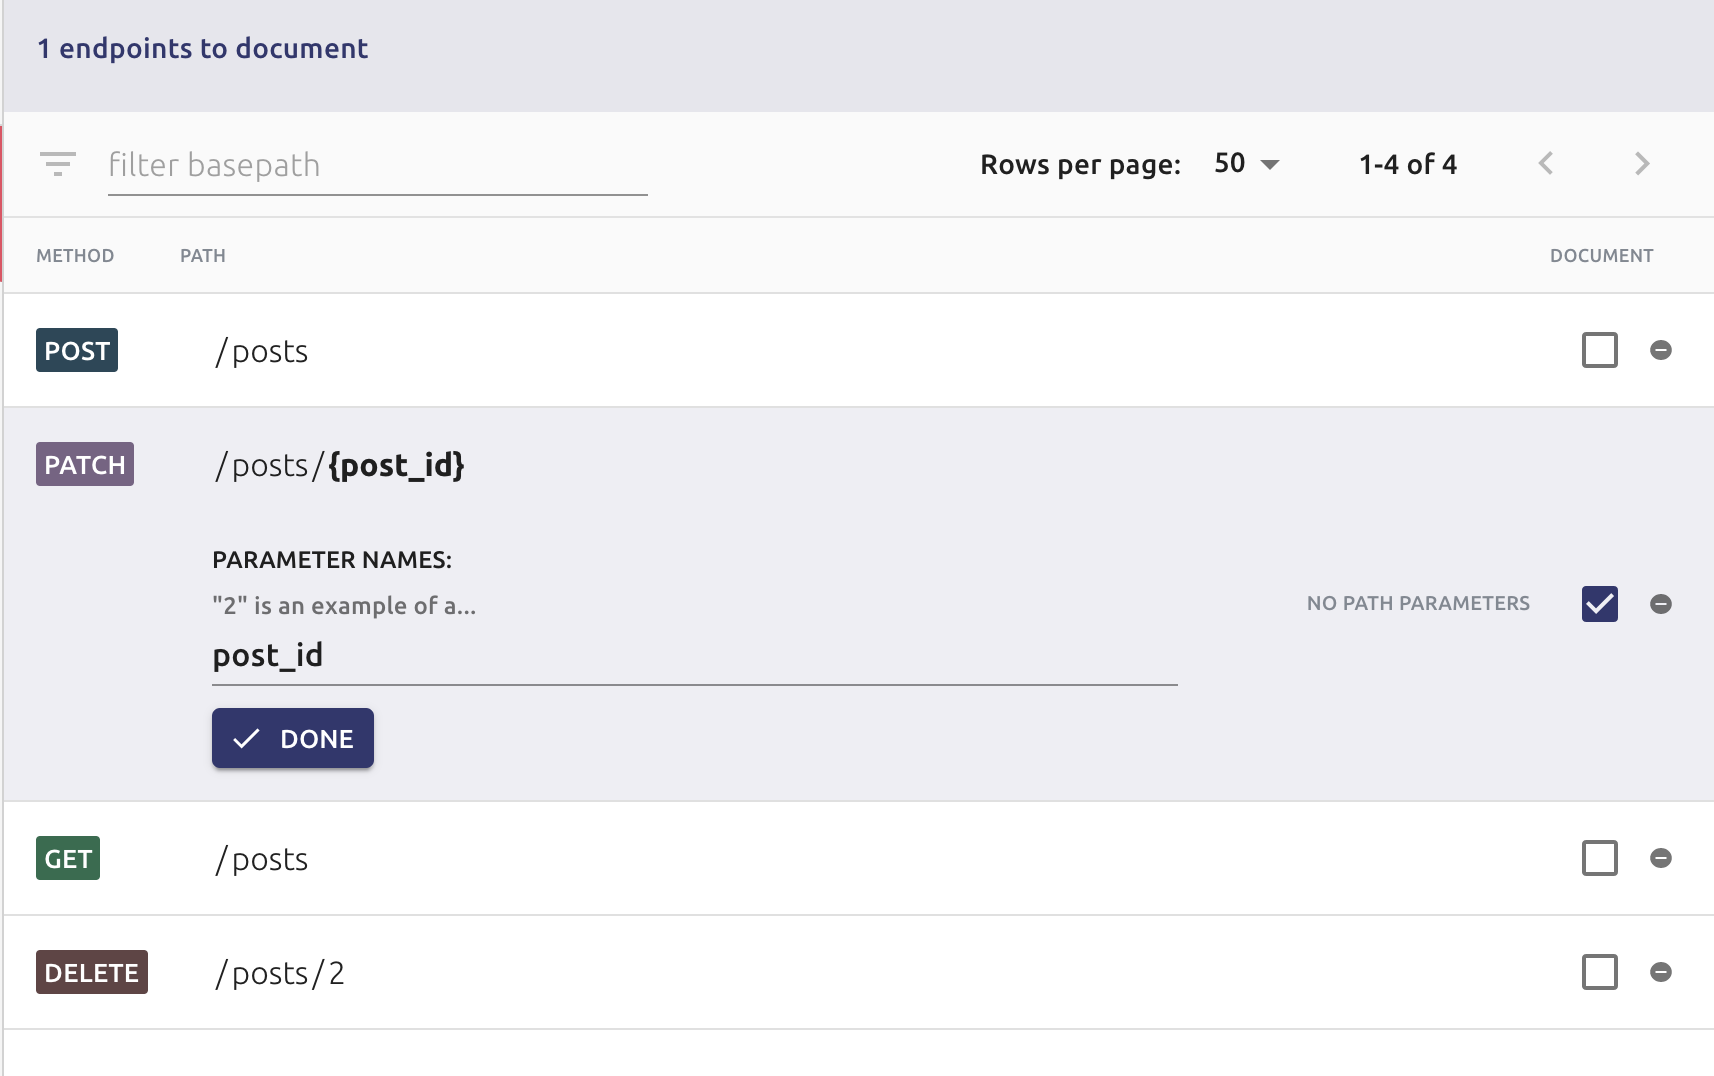 1 endpoints to document
filter basepath
Rows per page: 50 1-4 of 4
METHOD PATH DOCUMENT
POST /posts
PATCH /posts/{post_id}
PARAMETER NAMES:
"2" is an example of a...
NO PATH PARAMETERS
post_id
DONE
GET /posts
DELETE /posts/2